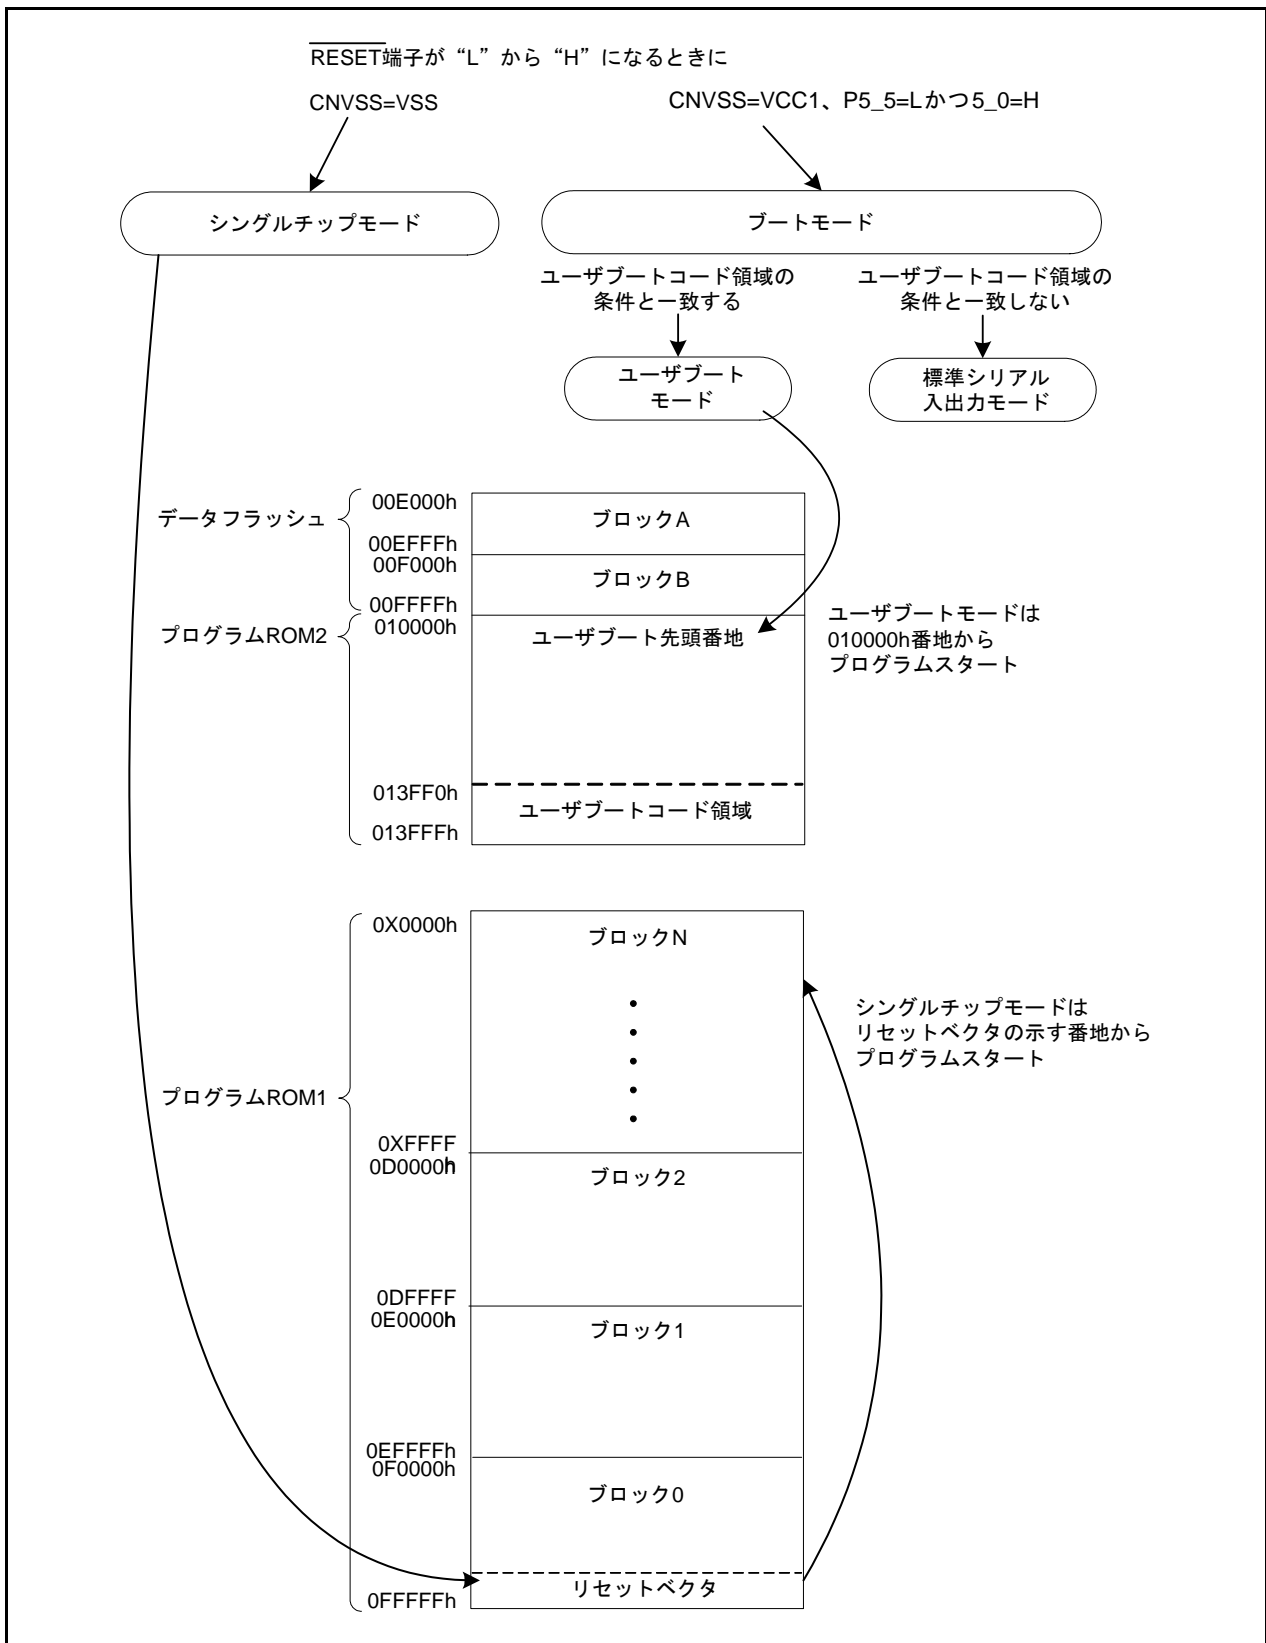 RESET端子が“L”から“H”になるときに
CNVSS=VSS
CNVSS=VCC1、P5_5=Lかつ5_0=H
シングルチップモード
ブートモード
ユーザブートコード領域の
条件と一致する
ユーザブートコード領域の
条件と一致しない
ユーザブート
モード
標準シリアル
入出力モード
データフラッシュ
00E000h
ブロックA
00EFFFh
00F000h
ブロックB
00FFFFh
プログラムROM2
010000h
ユーザブート先頭番地
ユーザブートモードは
010000h番地から
プログラムスタート
013FF0h
ユーザブートコード領域
013FFFh
0X0000h
ブロックN
シングルチップモードは
リセットベクタの示す番地から
プログラムスタート
プログラムROM1
0XFFFFh
0D0000h
ブロック2
0DFFFFh
0E0000h
ブロック1
0EFFFFh
0F0000h
ブロック0
リセットベクタ
0FFFFFh